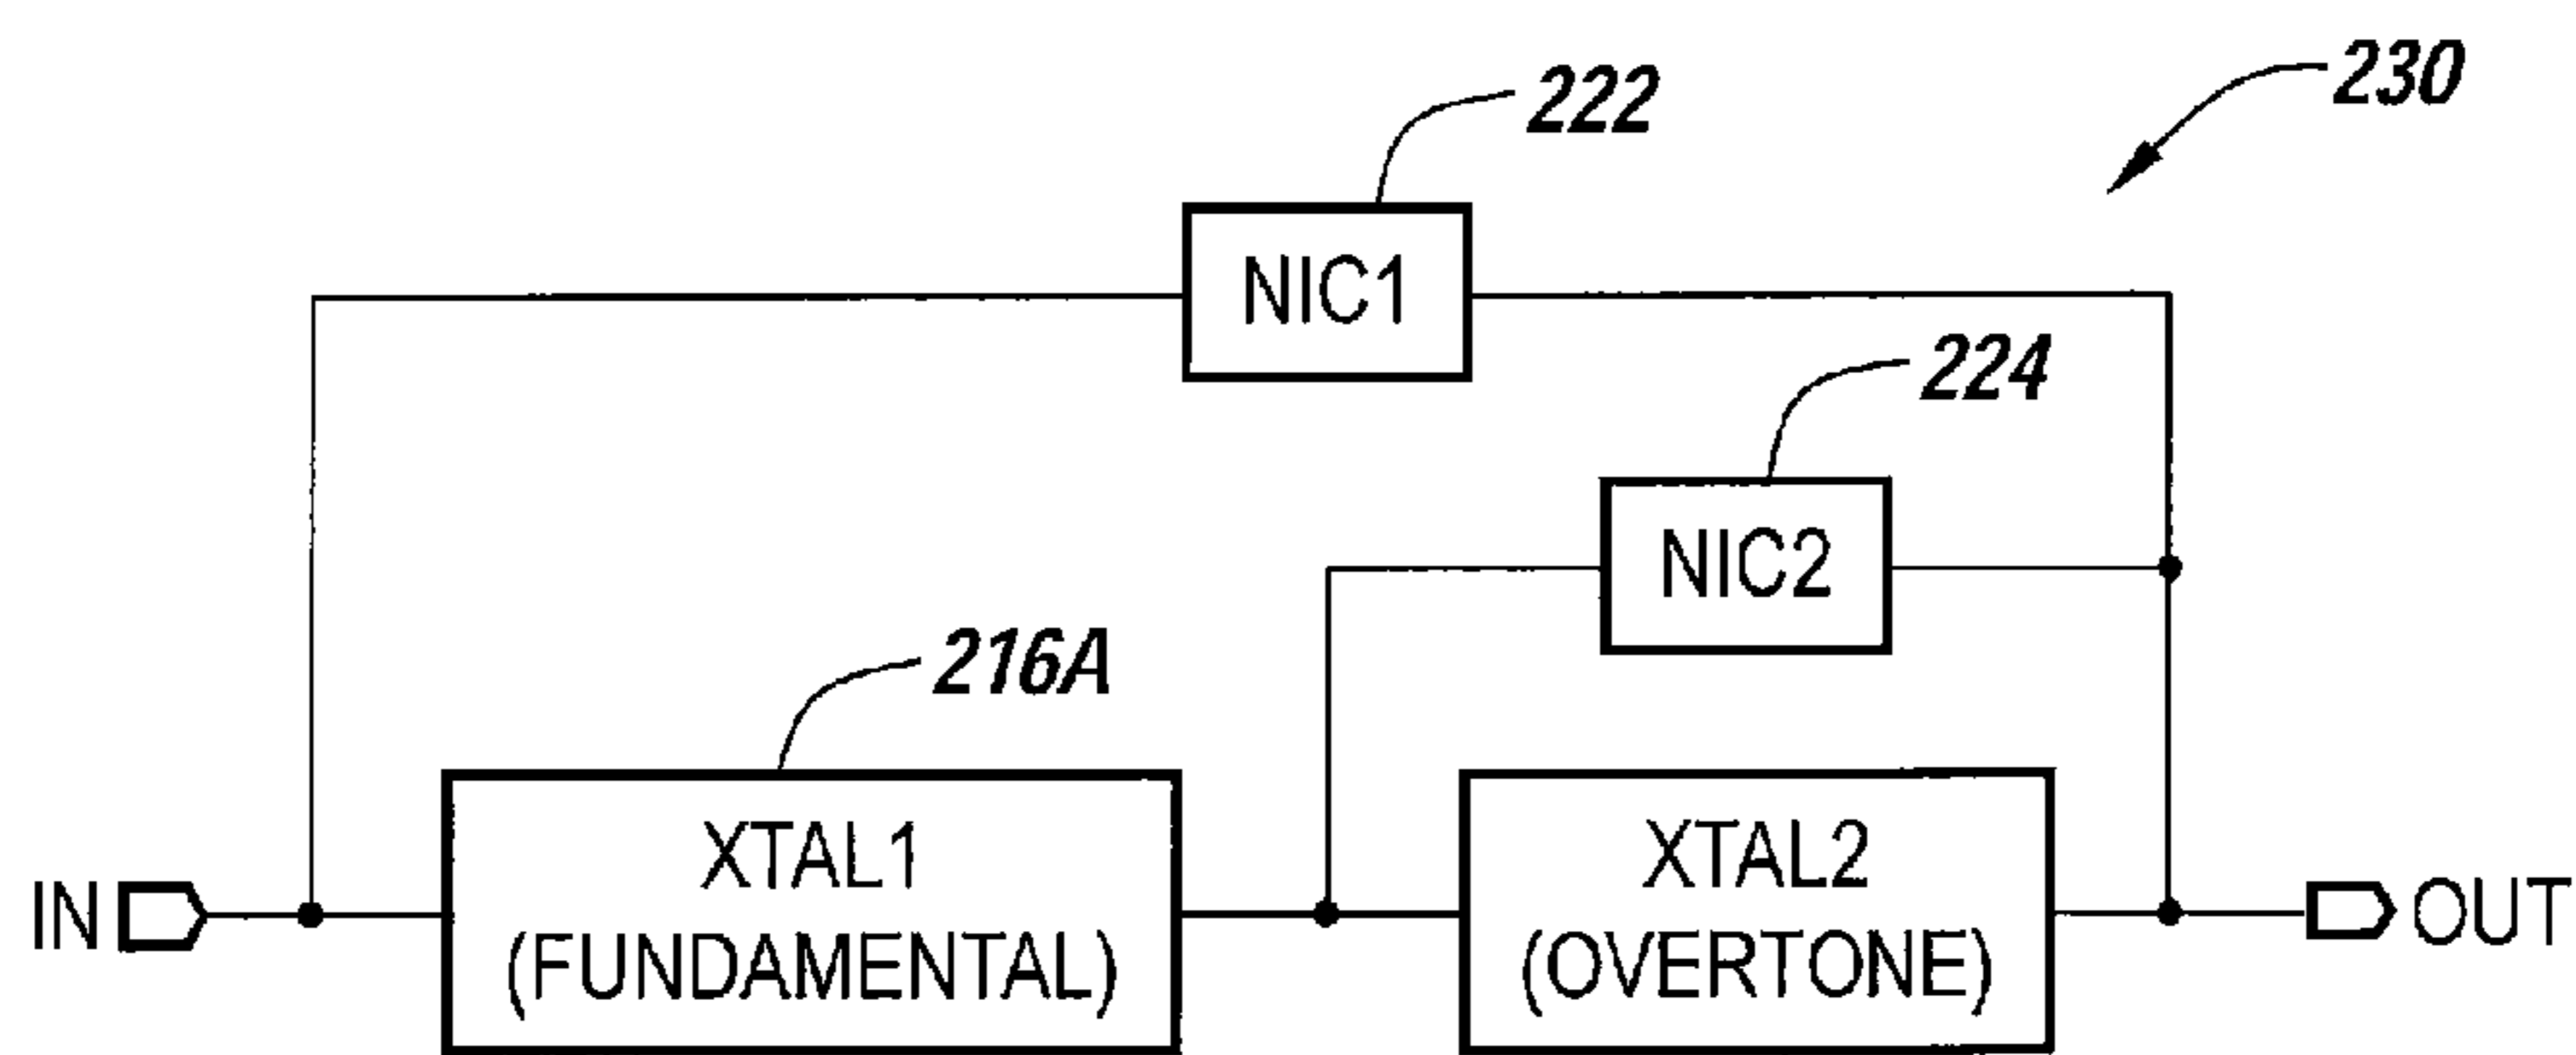 230
222
NIC1
224
NIC2
216A
XTAL1
(FUNDAMENTAL)
XTAL2
(OVERTONE)
IN
OUT